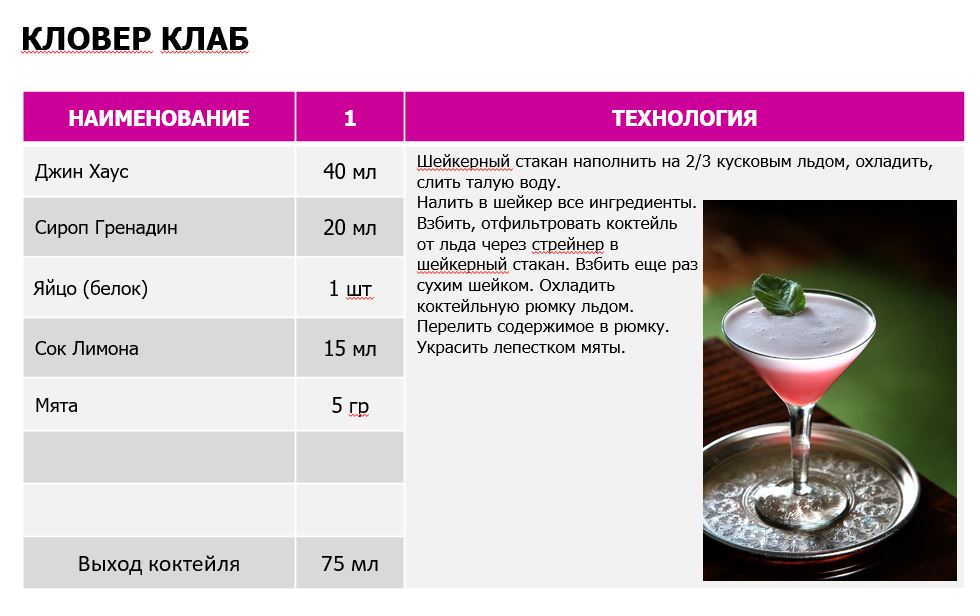 КЛОВЕР КЛАБ
НАИМЕНОВАНИЕ 1 ТЕХНОЛОГИЯ
Джин Хаус 40 мл
Сироп Гренадин 20 мл
Яйцо (белок) 1 шт
Сок Лимона 15 мл
Мята 5 гр
Выход коктейля 75 мл
Шейкерный стакан наполнить на 2/3 кусковым льдом, охладить,
слить талую воду.
Налить в шейкер все ингредиенты.
Взбить, отфильтровать коктейль
от льда через стрейнер в
шейкерный стакан. Взбить еще раз
сухим шейком. Охладить
коктейльную рюмку льдом.
Перелить содержимое в рюмку.
Украсить лепестком мяты.